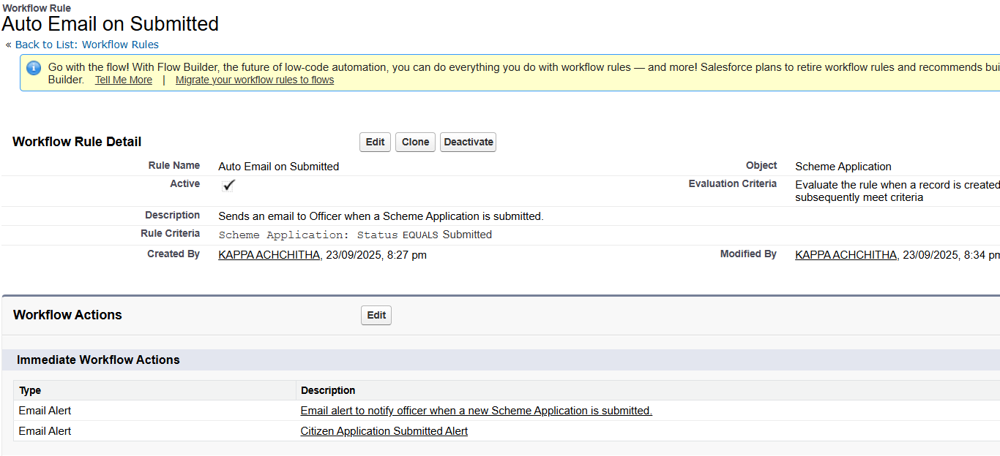 Workflow Rule
Auto Email on Submitted
« Back to List: Workflow Rules
Go with the flow! With Flow Builder, the future of low-code automation, you can do everything you do with workflow rules — and more! Salesforce plans to retire workflow rules and recommends bui
Builder. Tell Me More | Migrate your workflow rules to flows
Workflow Rule Detail Edit Clone Deactivate
Rule Name Auto Email on Submitted Object Scheme Application
Active Evaluation Criteria Evaluate the rule when a record is created
subsequently meet criteria
Description Sends an email to Officer when a Scheme Application is submitted.
Rule Criteria Scheme Application: Status EQUALS Submitted
Created By KAPPA ACHCHITHA, 23/09/2025, 8:27 pm Modified By KAPPA ACHCHITHA, 23/09/2025, 8:34 pm
Workflow Actions Edit
Immediate Workflow Actions
Type Description
Email Alert Email alert to notify officer when a new Scheme Application is submitted.
Email Alert Citizen Application Submitted Alert